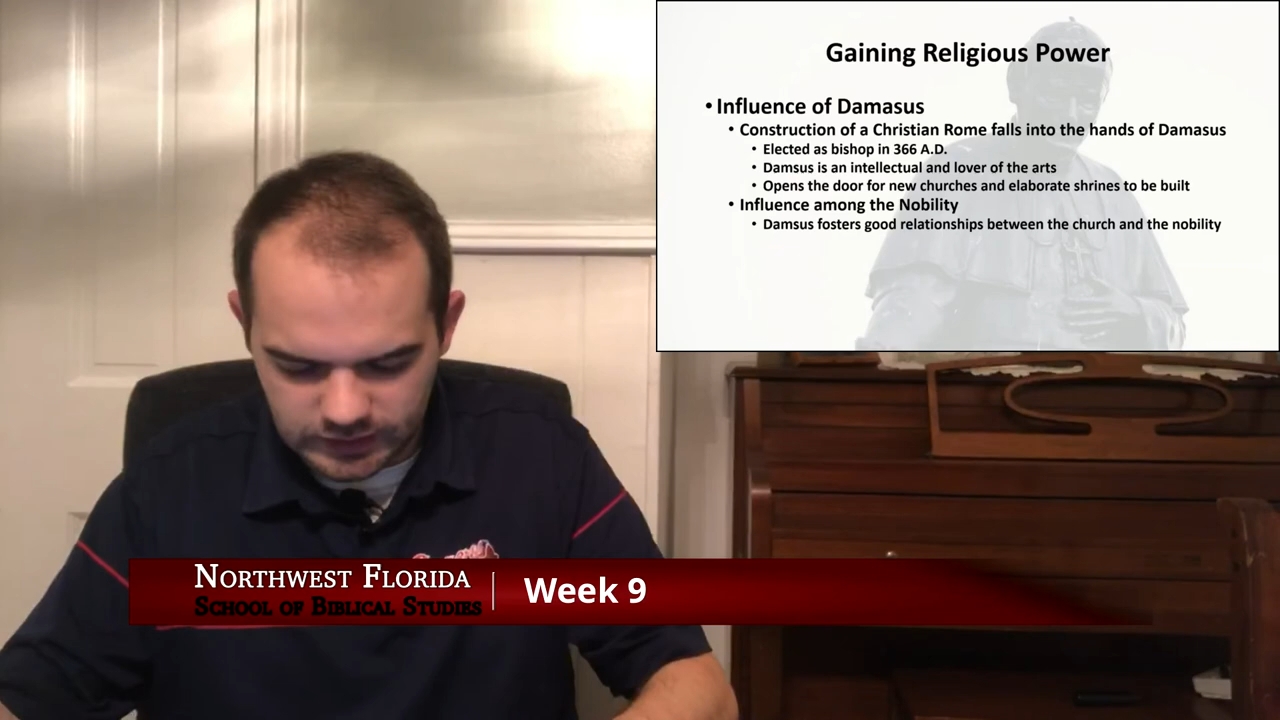 Gaining Religious Power
• Influence of Damasus
• Construction of a Christian Rome falls into the hands of Damasus
• Elected as bishop in 366 A.D.
• Damsus is an intellectual and lover of the arts
• Opens the door for new churches and elaborate shrines to be built
• Influence among the Nobility
• Damsus fosters good relationships between the church and the nobility
Northwest Florida
School of Biblical Studies
Week 9